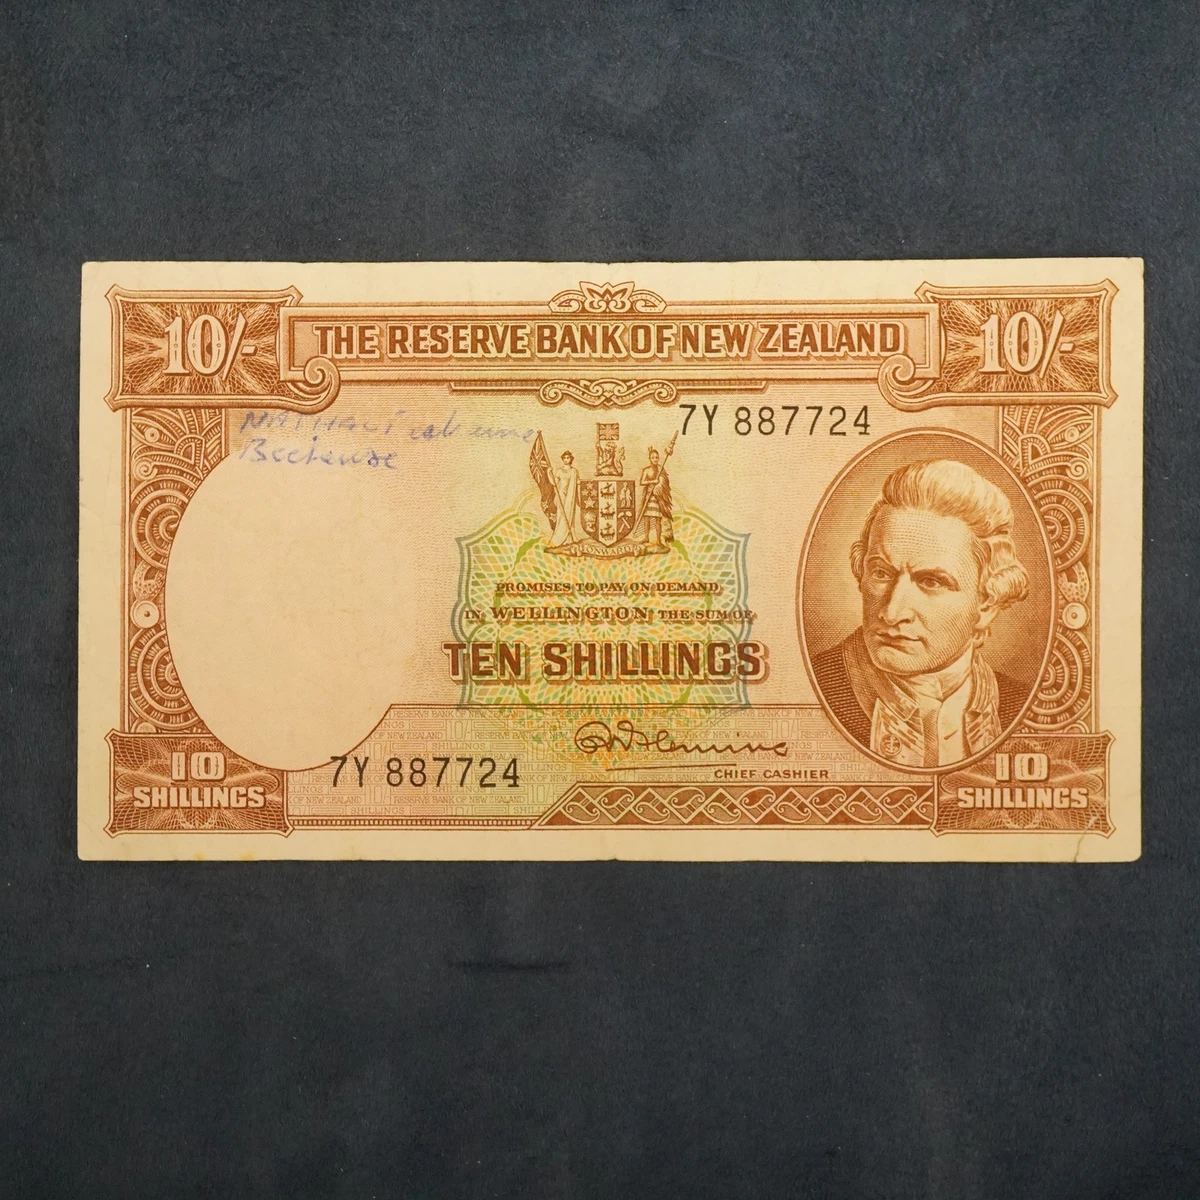 10/-
THE RESERVE BANK OF NEW ZEALAND
10/-
7Y 887724
ONWARD
PROMISES TO PAY ON DEMAND
IN WELLINGTON THE SUM OF
TEN SHILLINGS
CHIEF CASHIER
7Y 887724
10
SHILLINGS
10
SHILLINGS